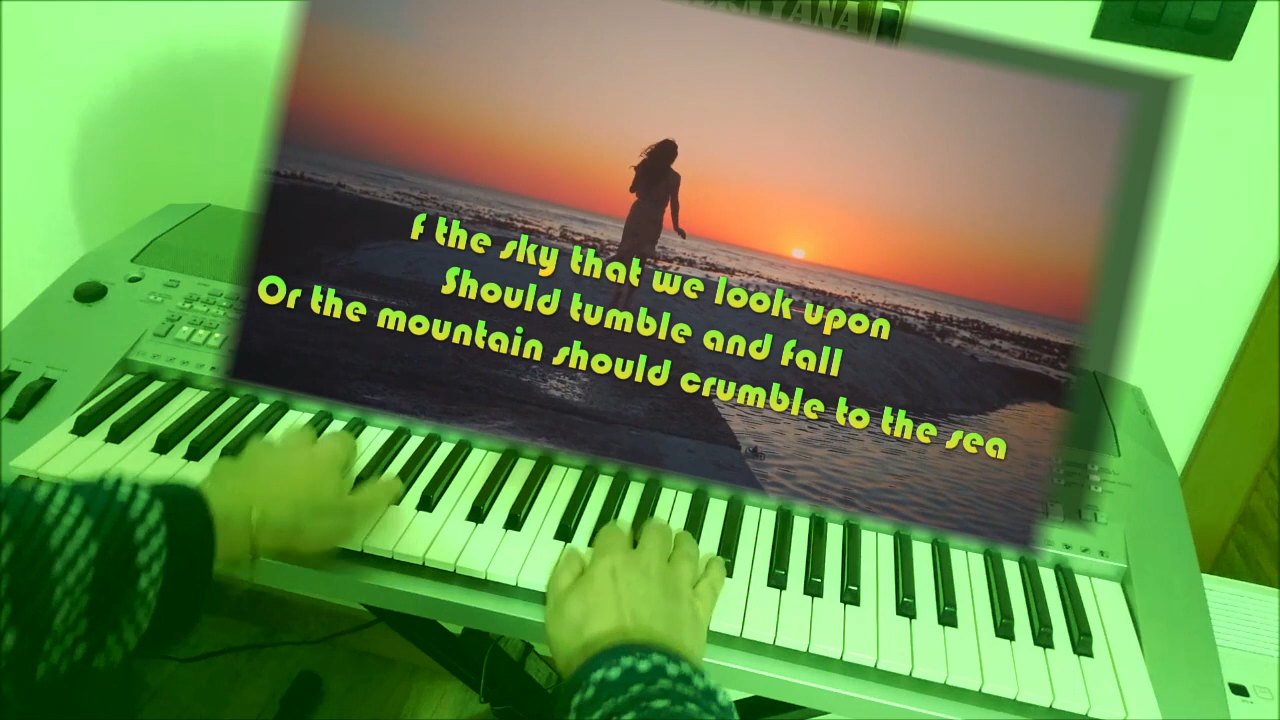 f the sky that we look upon
Should tumble and fall
Or the mountain should crumble to the sea